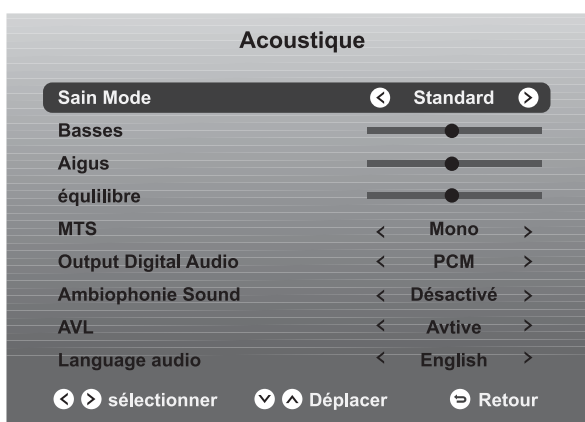 Acoustique
Sain Mode Standard
Basses
Aigus
équlilibre
MTS Mono
Output Digital Audio PCM
Ambiophonie Sound Désactivé
AVL Avtive
Language audio English
sélectionner Déplacer Retour